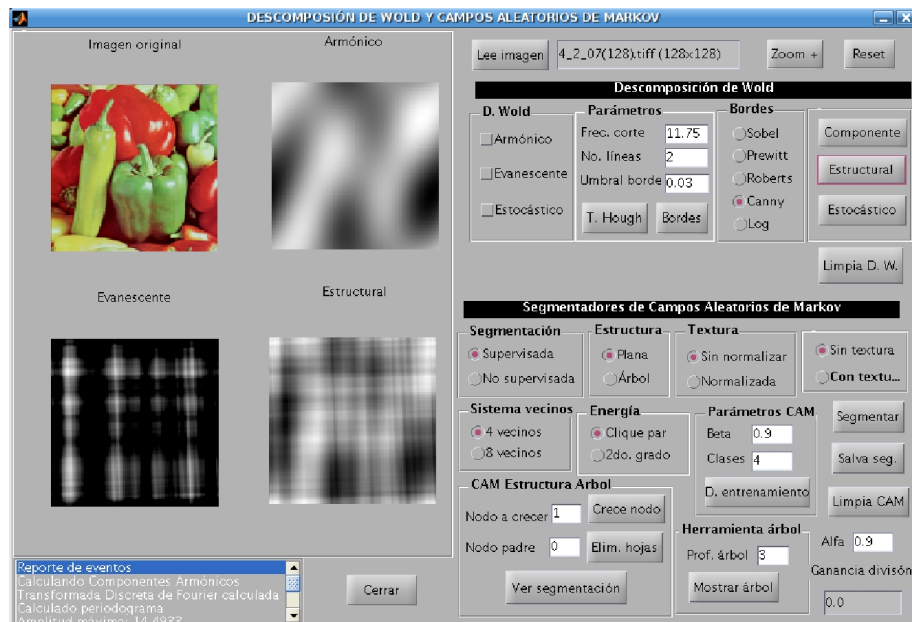 DESCOMPOSIÓN DE WOLD Y CAMPOS ALEATORIOS DE MARKOV
Imagen original
Armónico
Evanescente
Estructural
Reporte de eventos
Calculando Componentes Armónicos
Transformada Discreta de Fourier calculada
Calculado periodograma
Amplitud máxima: 14.4933
Cerrar
Lee imagen
4_2_07(128).tiff (128x128)
Zoom +
Reset
Descomposición de Wold
D. Wold
Armónico
Evanescente
Estocástico
Parámetros
Frec. corte 11.75
No. líneas 2
Umbral borde 0.03
T. Hough
Bordes
Bordes
Sobel
Prewitt
Roberts
Canny
Log
Componente
Estructural
Estocástico
Limpia D. W.
Segmentadores de Campos Aleatorios de Markov
Segmentación
Supervisada
No supervisada
Estructura
Plana
Árbol
Textura
Sin normalizar
Normalizada
Sin textura
Con textu...
Sistema vecinos
4 vecinos
8 vecinos
Energía
Clique par
2do. grado
Parámetros CAM
Beta 0.9
Clases 4
D. entrenamiento
Segmentar
Salva seg.
Limpia CAM
CAM Estructura Arbol
Nodo a crecer 1
Crece nodo
Nodo padre 0
Elim. hojas
Ver segmentación
Herramienta árbol
Prof. árbol 3
Mostrar árbol
Alfa 0.9
Ganancia divisón
0.0